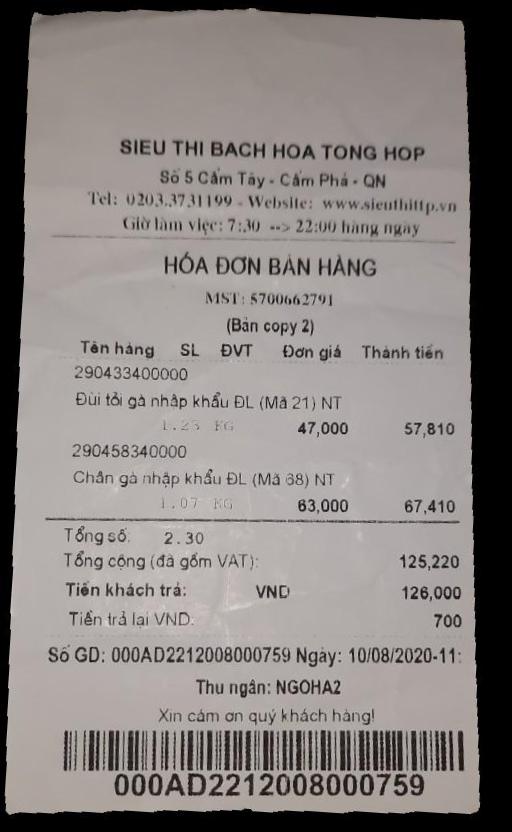 SIEU THI BACH HOA TONG HOP
Số 5 Cẩm Tây - Cẩm Phả - QN
Tel: 0203.3731199 - Website: www.sieuthittp.vn
Giờ làm việc: 7:30 --> 22:00 hàng ngày
HÓA ĐƠN BÁN HÀNG
MST: 5700662791
(Bản copy 2)
Tên hàng SL ĐVT Đơn giá Thành tiền
290433400000
Đùi tỏi gà nhập khẩu ĐL (Mã 21) NT
1.23 KG 47,000 57,810
290458340000
Chân gà nhập khẩu ĐL (Mã 68) NT
1.07 KG 63,000 67,410
Tổng số: 2.30
Tổng cộng (đã gồm VAT): 125,220
Tiền khách trả: VND 126,000
Tiền trả lại VND: 700
Số GD: 000AD2212008000759 Ngày: 10/08/2020-11:
Thu ngân: NGOHA2
Xin cảm ơn quý khách hàng!
000AD2212008000759